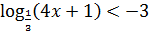 log_{1/3}(4x + 1) < −3